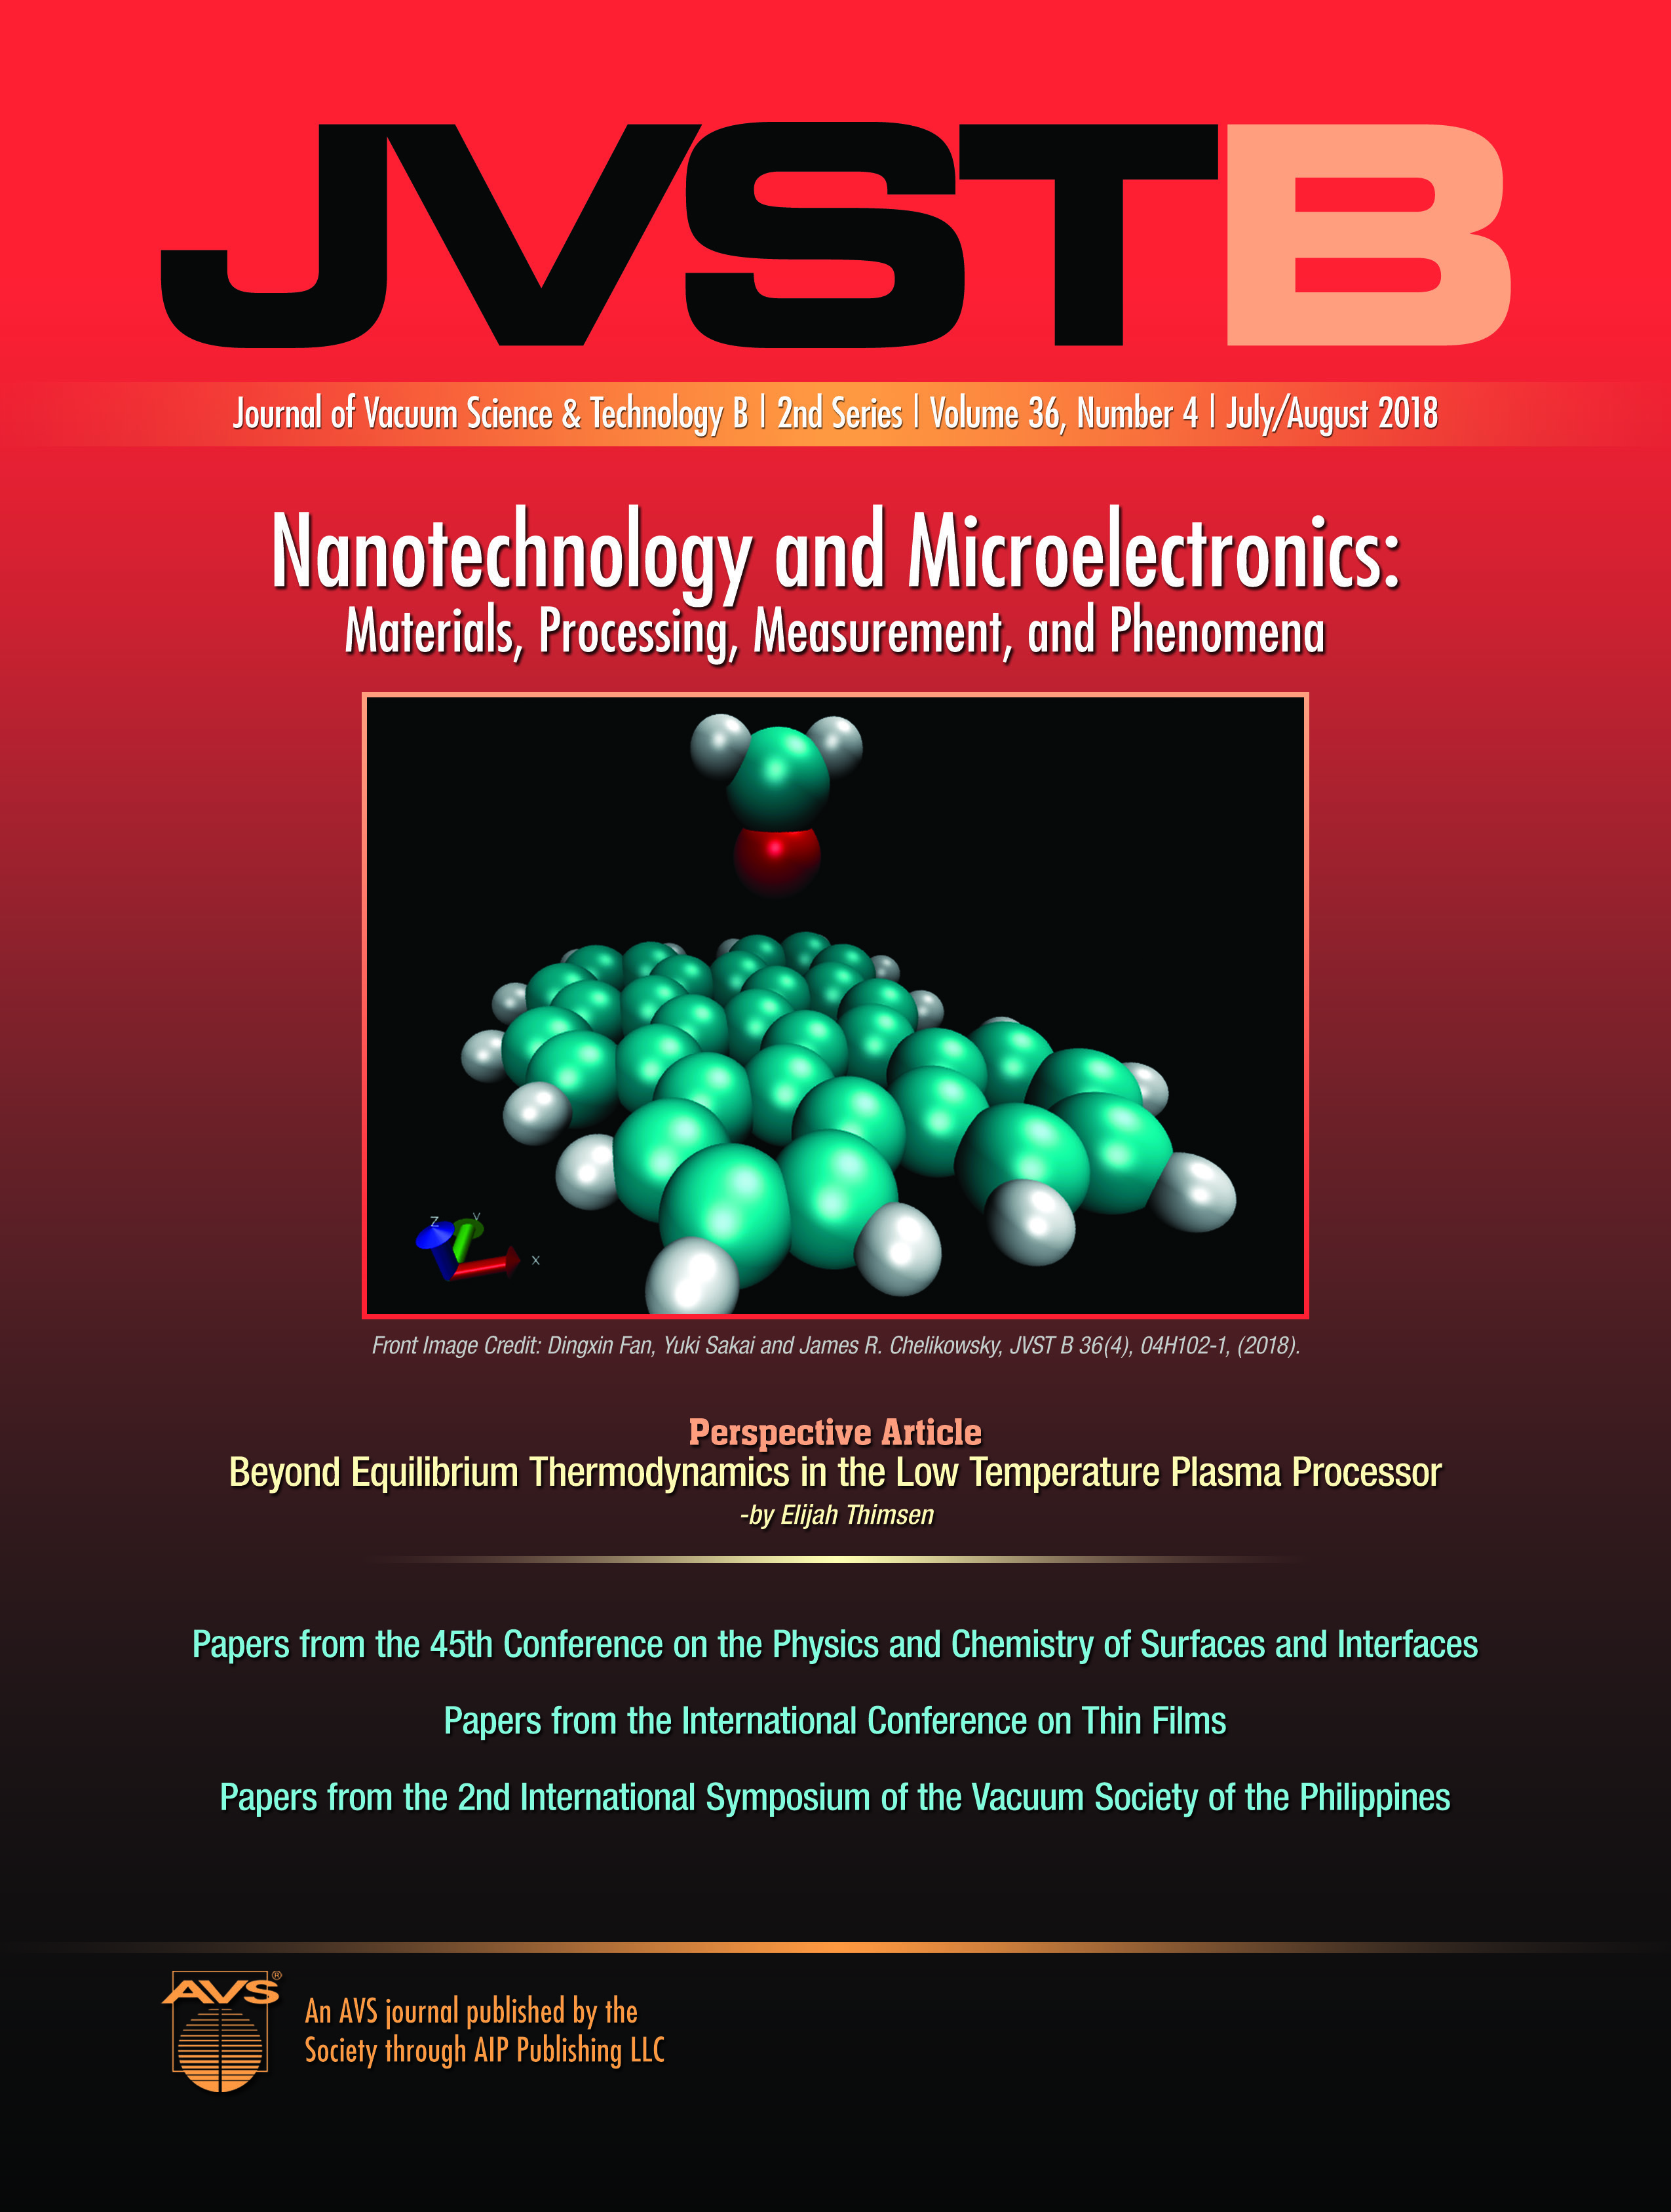 JVSTB
Journal of Vacuum Science & Technology B | 2nd Series | Volume 36, Number 4 | July/August 2018
Nanotechnology and Microelectronics:
Materials, Processing, Measurement, and Phenomena
Z
y
x
Front Image Credit: Dingxin Fan, Yuki Sakai and James R. Chelikowsky, JVST B 36(4), 04H102-1, (2018).
Perspective Article
Beyond Equilibrium Thermodynamics in the Low Temperature Plasma Processor
-by Elijah Thimsen
Papers from the 45th Conference on the Physics and Chemistry of Surfaces and Interfaces
Papers from the International Conference on Thin Films
Papers from the 2nd International Symposium of the Vacuum Society of the Philippines
AVS®
An AVS journal published by the
Society through AIP Publishing LLC